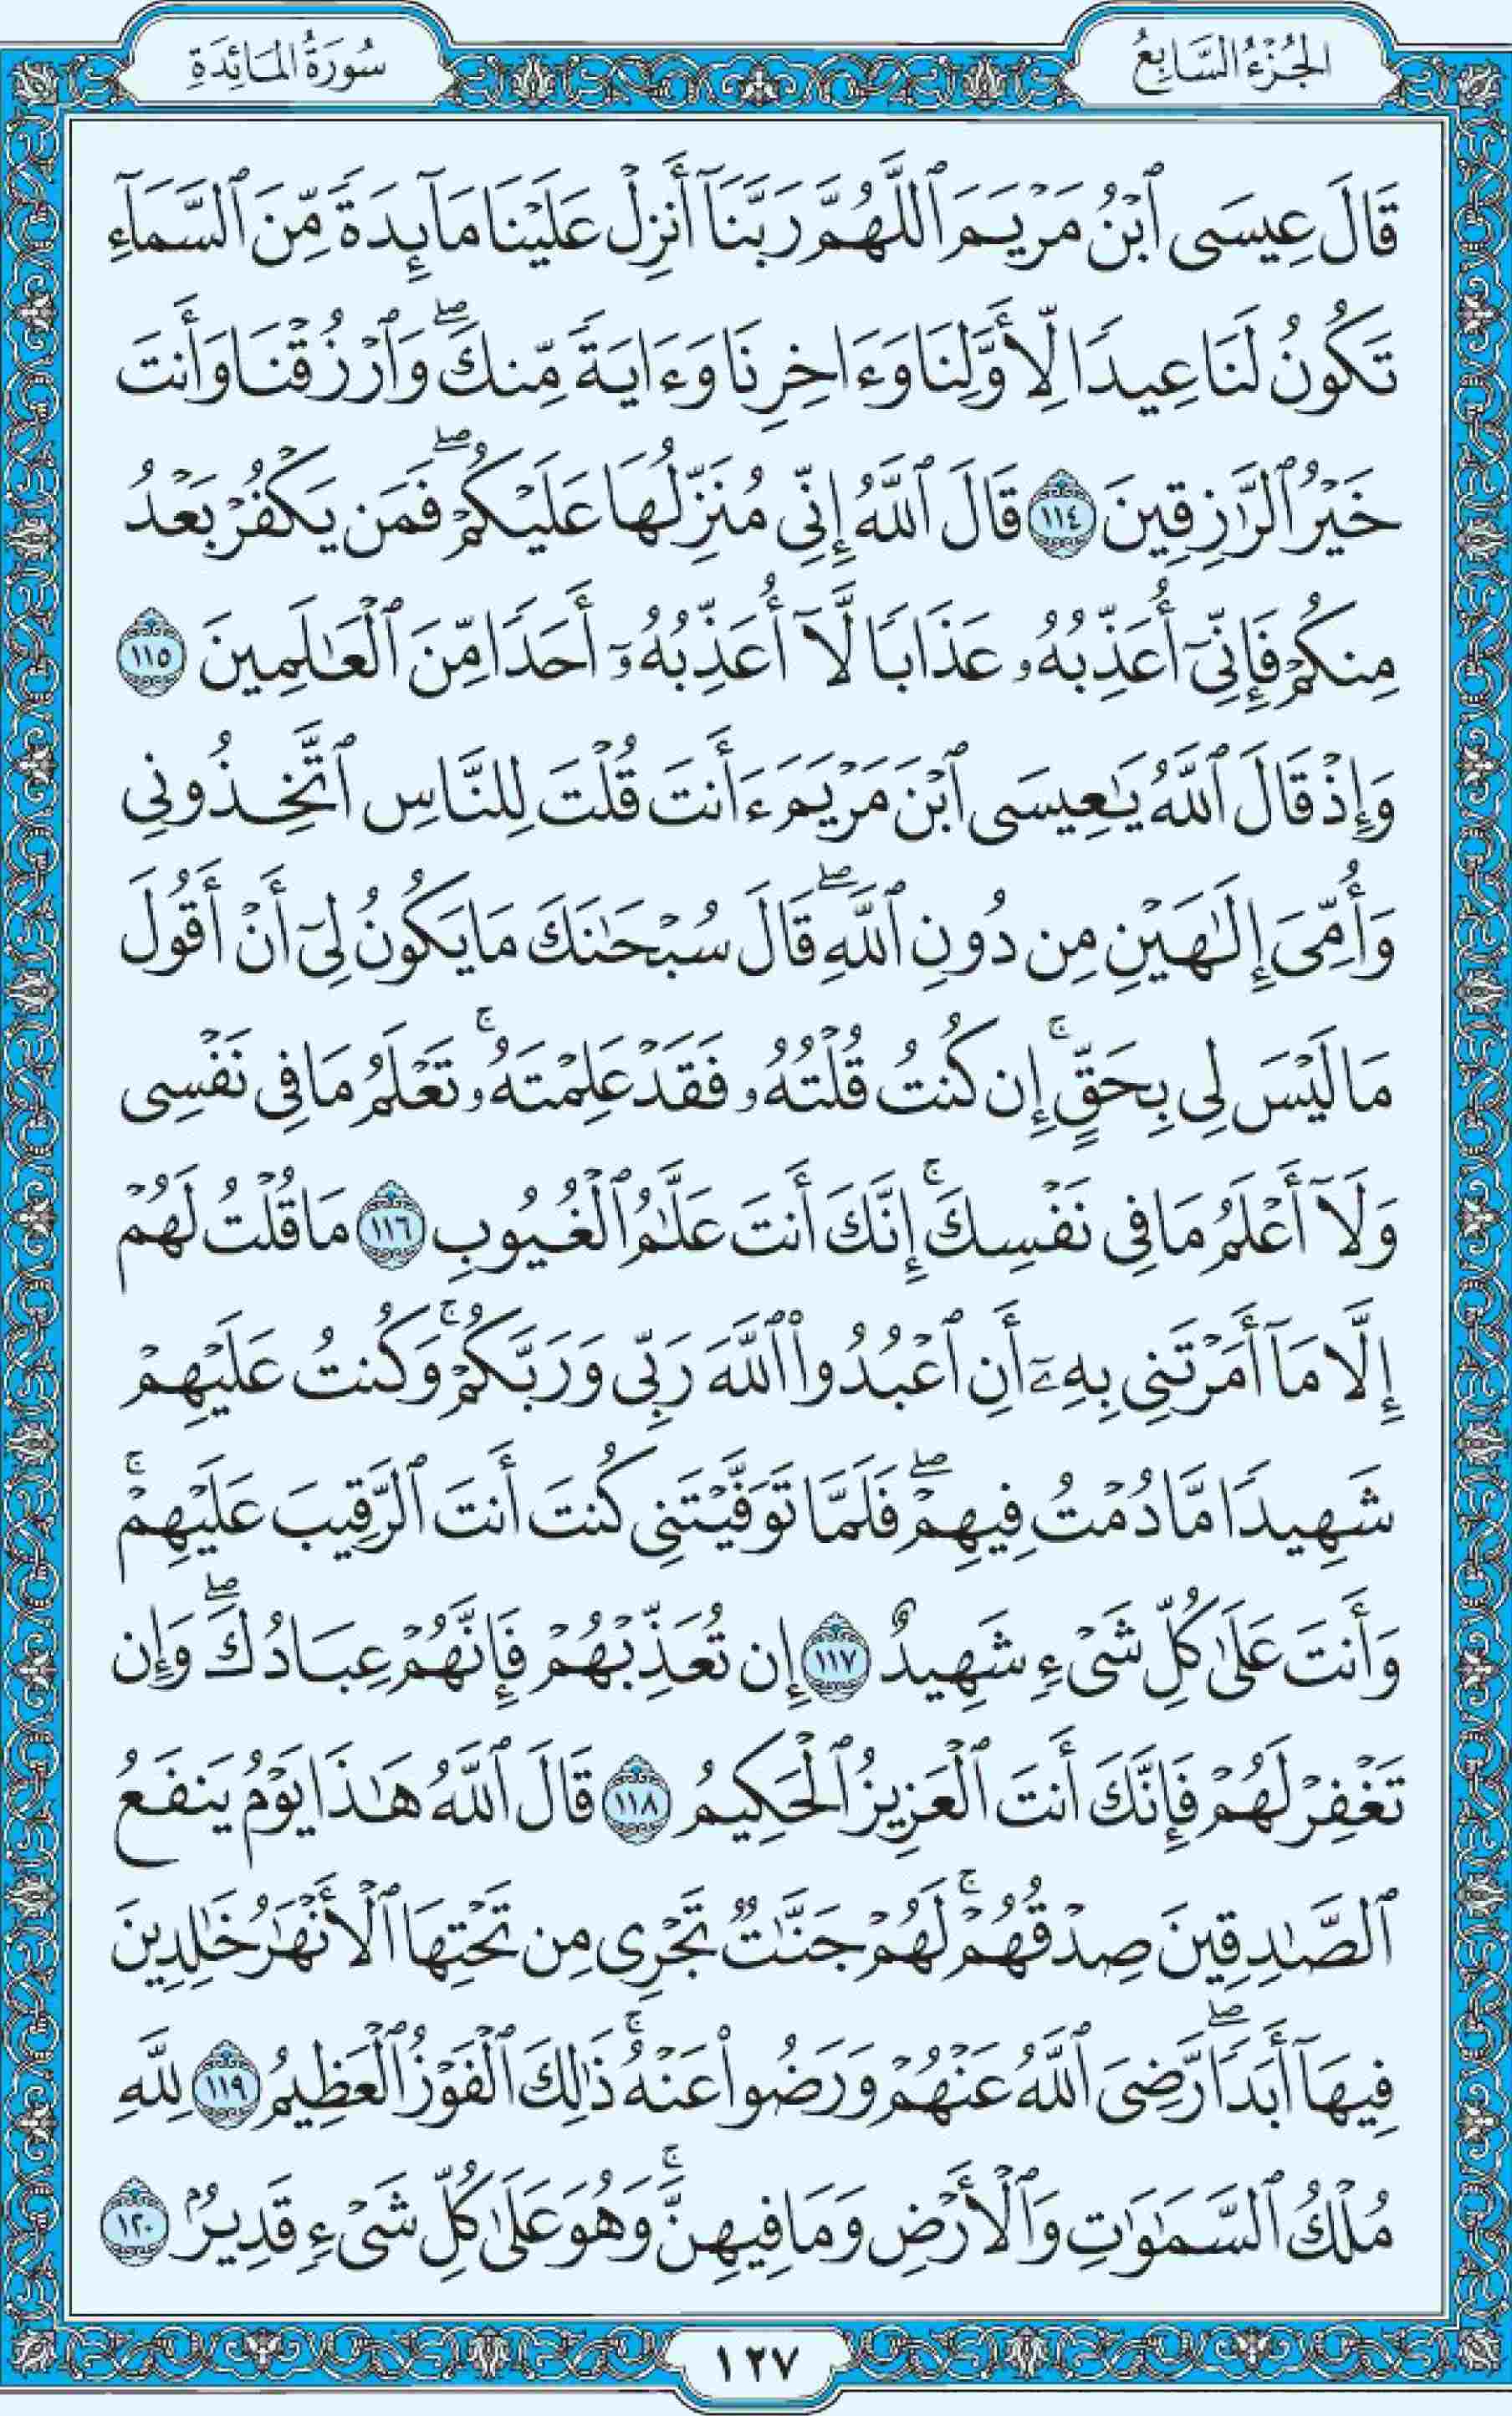 الجُزْءُ السَّابِعُ
سُورَةُ المَائِدَةِ
قَالَ عِيسَى ٱبْنُ مَرْيَمَ ٱللَّهُمَّ رَبَّنَآ أَنزِلْ عَلَيْنَا مَآئِدَةً مِّنَ ٱلسَّمَآءِ
تَكُونُ لَنَا عِيدًا لِّأَوَّلِنَا وَءَاخِرِنَا وَءَايَةً مِّنكَ ۖ وَٱرْزُقْنَا وَأَنتَ
خَيْرُ ٱلرَّٰزِقِينَ ١١٤ قَالَ ٱللَّهُ إِنِّى مُنَزِّلُهَا عَلَيْكُمْ ۖ فَمَن يَكْفُرْ بَعْدُ
مِنكُمْ فَإِنِّىٓ أُعَذِّبُهُۥ عَذَابًا لَّآ أُعَذِّبُهُۥٓ أَحَدًا مِّنَ ٱلْعَٰلَمِينَ ١١٥
وَإِذْ قَالَ ٱللَّهُ يَٰعِيسَى ٱبْنَ مَرْيَمَ ءَأَنتَ قُلْتَ لِلنَّاسِ ٱتَّخِذُونِى
وَأُمِّىَ إِلَٰهَيْنِ مِن دُونِ ٱللَّهِ ۖ قَالَ سُبْحَٰنَكَ مَا يَكُونُ لِىٓ أَنْ أَقُولَ
مَا لَيْسَ لِى بِحَقٍّ ۚ إِن كُنتُ قُلْتُهُۥ فَقَدْ عَلِمْتَهُۥ ۚ تَعْلَمُ مَا فِى نَفْسِى
وَلَآ أَعْلَمُ مَا فِى نَفْسِكَ ۚ إِنَّكَ أَنتَ عَلَّٰمُ ٱلْغُيُوبِ ١١٦ مَا قُلْتُ لَهُمْ
إِلَّا مَآ أَمَرْتَنِى بِهِۦٓ أَنِ ٱعْبُدُوا۟ ٱللَّهَ رَبِّى وَرَبَّكُمْ ۚ وَكُنتُ عَلَيْهِمْ
شَهِيدًا مَّا دُمْتُ فِيهِمْ ۖ فَلَمَّا تَوَفَّيْتَنِى كُنتَ أَنتَ ٱلرَّقِيبَ عَلَيْهِمْ ۚ
وَأَنتَ عَلَىٰ كُلِّ شَىْءٍ شَهِيدٌ ١١٧ إِن تُعَذِّبْهُمْ فَإِنَّهُمْ عِبَادُكَ ۖ وَإِن
تَغْفِرْ لَهُمْ فَإِنَّكَ أَنتَ ٱلْعَزِيزُ ٱلْحَكِيمُ ١١٨ قَالَ ٱللَّهُ هَٰذَا يَوْمُ يَنفَعُ
ٱلصَّٰدِقِينَ صِدْقُهُمْ ۚ لَهُمْ جَنَّٰتٌ تَجْرِى مِن تَحْتِهَا ٱلْأَنْهَٰرُ خَٰلِدِينَ
فِيهَآ أَبَدًا ۖ رَّضِىَ ٱللَّهُ عَنْهُمْ وَرَضُوا۟ عَنْهُ ۚ ذَٰلِكَ ٱلْفَوْزُ ٱلْعَظِيمُ ١١٩ لِلَّهِ
مُلْكُ ٱلسَّمَٰوَٰتِ وَٱلْأَرْضِ وَمَا فِيهِنَّ ۚ وَهُوَ عَلَىٰ كُلِّ شَىْءٍ قَدِيرٌۢ ١٢٠
١٢٧